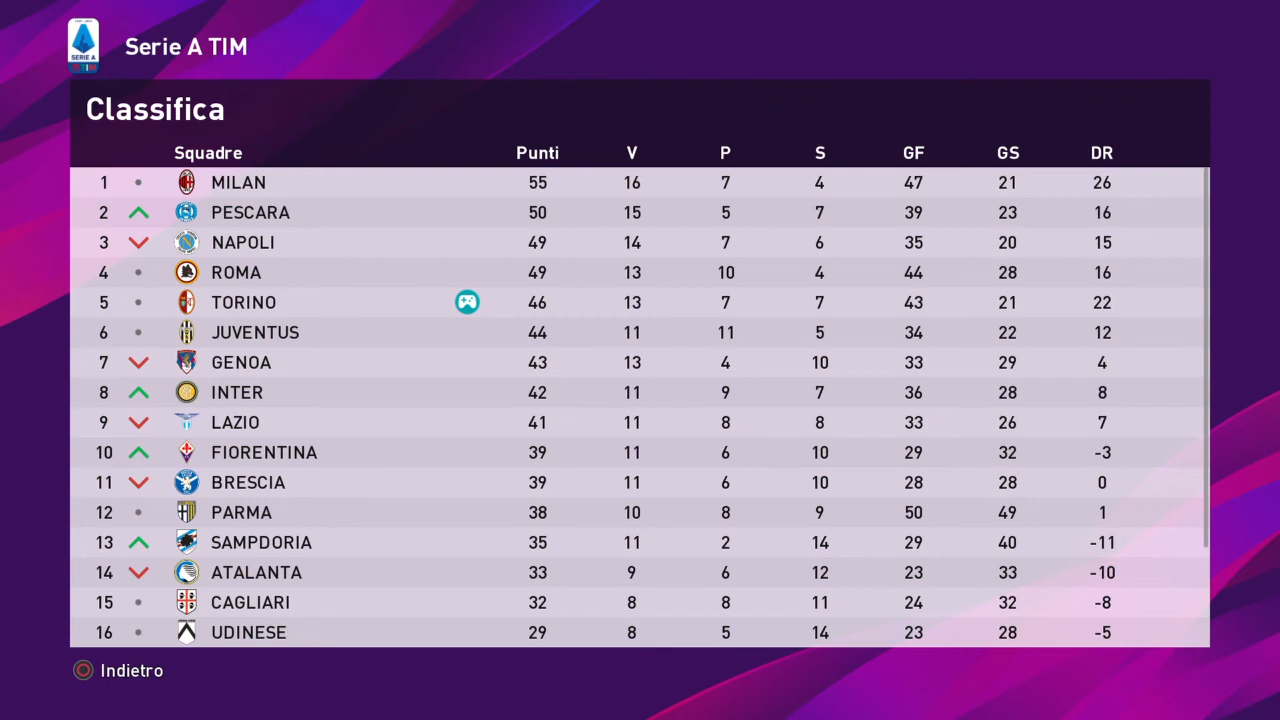 SERIE A
TIM
Serie A TIM
Classifica
Squadre Punti V P S GF GS DR
1 MILAN 55 16 7 4 47 21 26
2 PESCARA 50 15 5 7 39 23 16
3 NAPOLI 49 14 7 6 35 20 15
4 ROMA 49 13 10 4 44 28 16
5 TORINO 46 13 7 7 43 21 22
6 JUVENTUS 44 11 11 5 34 22 12
7 GENOA 43 13 4 10 33 29 4
8 INTER 42 11 9 7 36 28 8
9 LAZIO 41 11 8 8 33 26 7
10 FIORENTINA 39 11 6 10 29 32 -3
11 BRESCIA 39 11 6 10 28 28 0
12 PARMA 38 10 8 9 50 49 1
13 SAMPDORIA 35 11 2 14 29 40 -11
14 ATALANTA 33 9 6 12 23 33 -10
15 CAGLIARI 32 8 8 11 24 32 -8
16 UDINESE 29 8 5 14 23 28 -5
Indietro